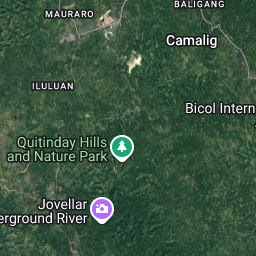 BALIGANG
MAURARO
Camalig
ILULUAN
Bicol Intern
Quitinday Hills
and Nature Park
Jovellar
erground River